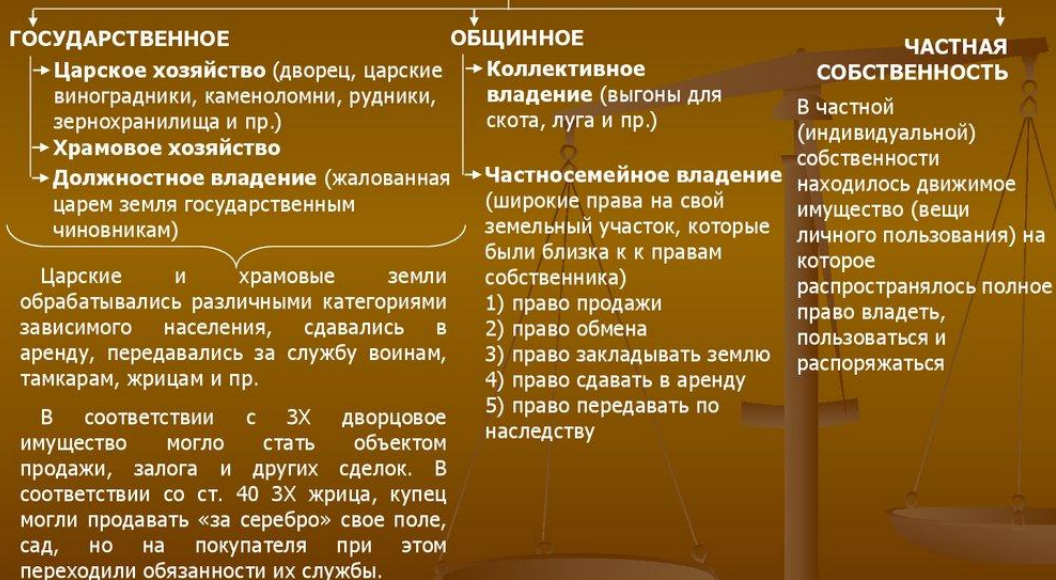 ГОСУДАРСТВЕННОЕ
Царское хозяйство (дворец, царские
виноградники, каменоломни, рудники,
зернохранилища и пр.)
Храмовое хозяйство
Должностное владение (жалованная
царем земля государственным
чиновникам)
Царские и храмовые земли
обрабатывались различными категориями
зависимого населения, сдавались в
аренду, передавались за службу воинам,
тамкарам, жрицам и пр.
В соответствии с ЗХ дворцовое
имущество могло стать объектом
продажи, залога и других сделок. В
соответствии со ст. 40 ЗХ жрица, купец
могли продавать «за серебро» свое поле,
сад, но на покупателя при этом
переходили обязанности их службы.
ОБЩИННОЕ
Коллективное
владение (выгоны для
скота, луга и пр.)
Частносемейное владение
(широкие права на свой
земельный участок, которые
были близка к к правам
собственника)
1) право продажи
2) право обмена
3) право закладывать землю
4) право сдавать в аренду
5) право передавать по
наследству
ЧАСТНАЯ
СОБСТВЕННОСТЬ
В частной
(индивидуальной)
собственности
находилось движимое
имущество (вещи
личного пользования) на
которое
распространялось полное
право владеть,
пользоваться и
распоряжаться